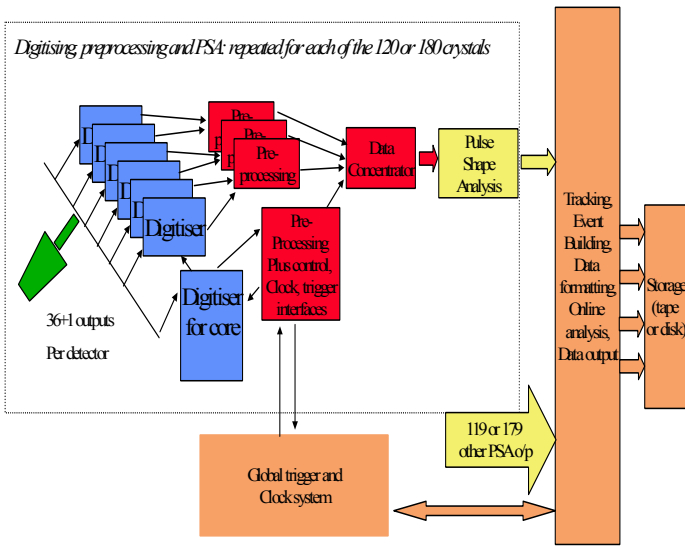 Digitising, preprocessing and PSA: repeated for each of the 120 or 180 crystals
Pre-
Pre-
Pre-
processing
Digitiser
Digitiser
for core
Pre-
Processing
Plus control,
Clock, trigger
interfaces
Data
Concentrator
Pulse
Shape
Analysis
36+1 outputs
Per detector
Tracking,
Event
Building,
Data
formatting,
Online
analysis,
Data output
Storage
(tape
or disk)
119 or 179
other PSA o/p
Global trigger and
Clock system